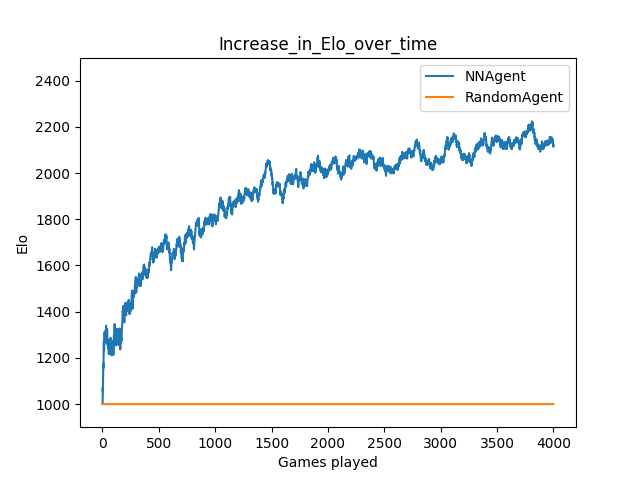 Increase_in_Elo_over_time
NNAgent
RandomAgent
2400
2200
2000
1800
1600
1400
1200
1000
Elo
0 500 1000 1500 2000 2500 3000 3500 4000
Games played